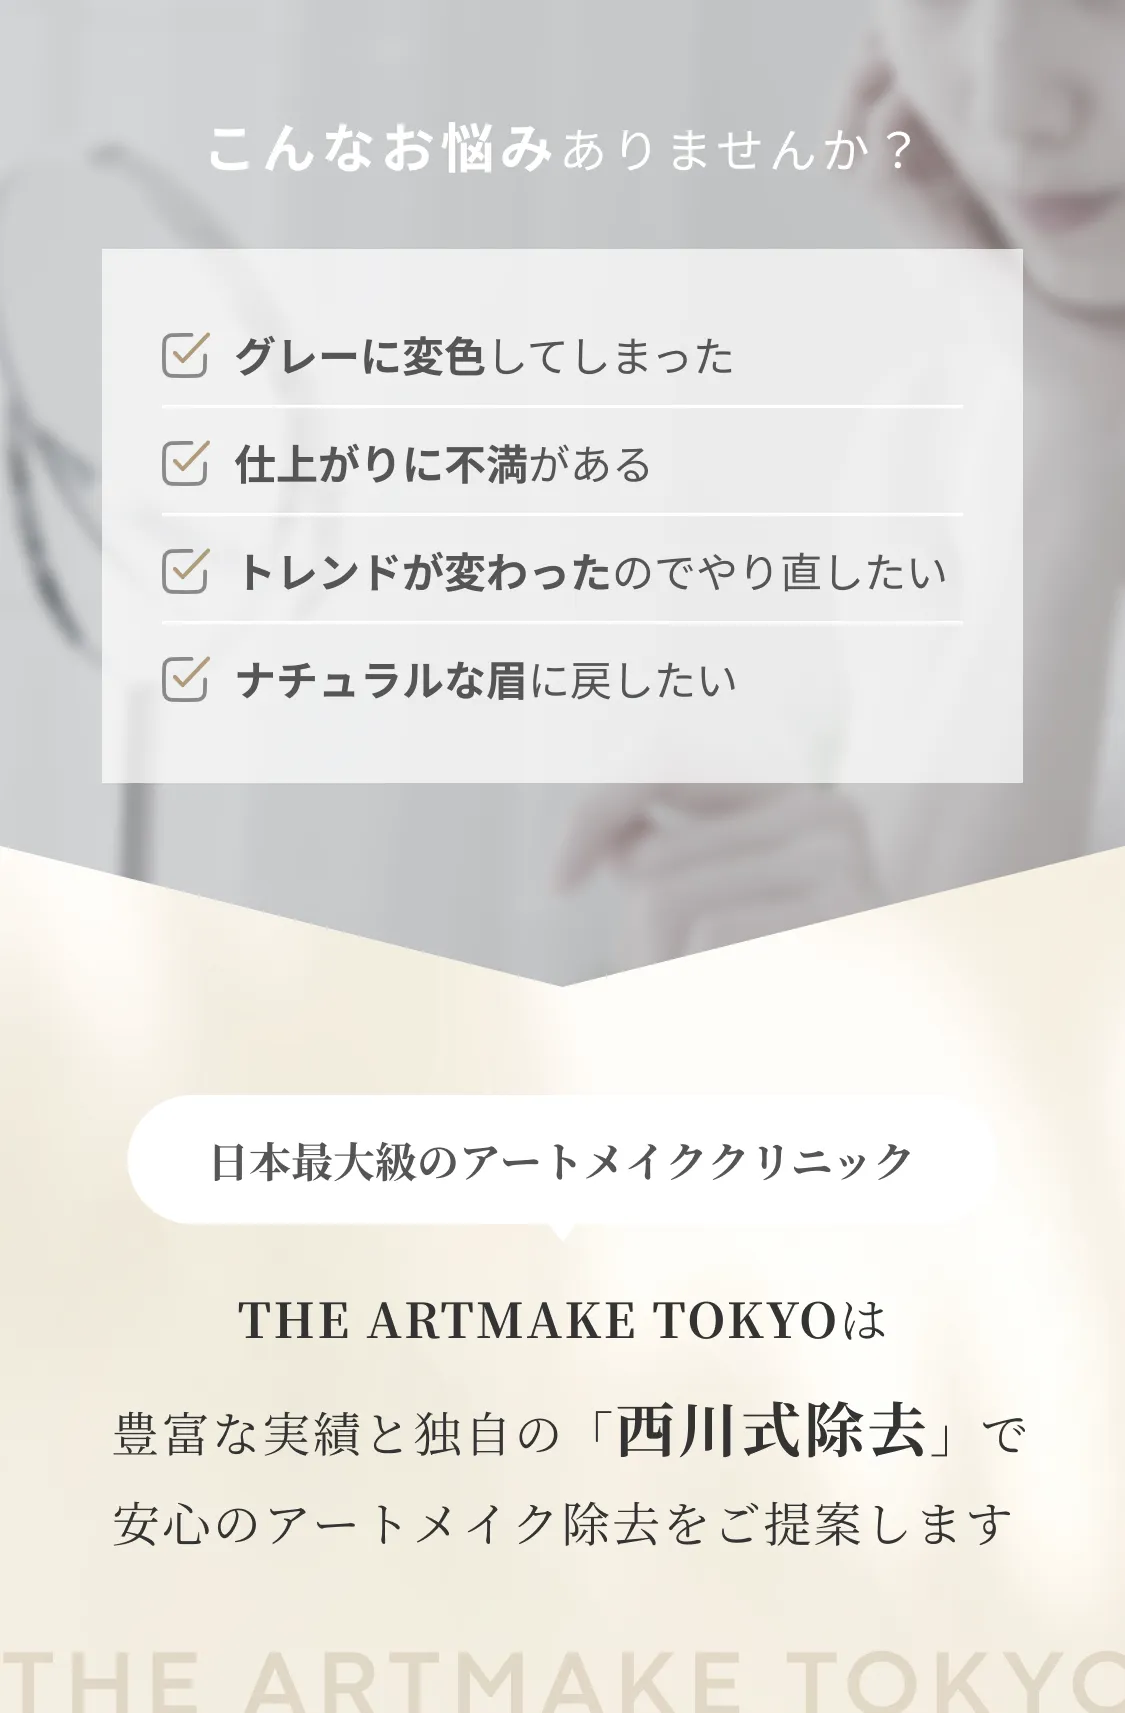 こんなお悩みありませんか？
グレーに変色してしまった
仕上がりに不満がある
トレンドが変わったのでやり直したい
ナチュラルな眉に戻したい
日本最大級のアートメイククリニック
THE ARTMAKE TOKYOは
豊富な実績と独自の「西川式除去」で
安心のアートメイク除去をご提案します
THE ARTMAKE TOKYO